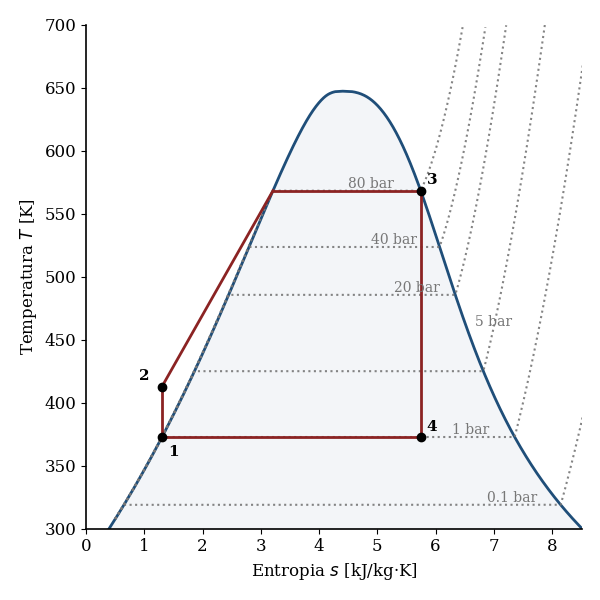 700
650
600
550
500
450
400
350
300
Temperatura T [K]
80 bar
3
40 bar
20 bar
5 bar
2
4
1 bar
1
0.1 bar
0 1 2 3 4 5 6 7 8
Entropia s [kJ/kg·K]